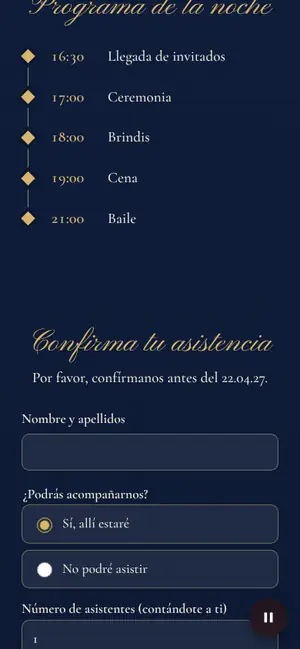 Programa de la noche
16:30 Llegada de invitados
17:00 Ceremonia
18:00 Brindis
19:00 Cena
21:00 Baile
Confirma tu asistencia
Por favor, confírmanos antes del 22.04.27.
Nombre y apellidos
¿Podrás acompañarnos?
Sí, allí estaré
No podré asistir
Número de asistentes (contándote a ti)
1